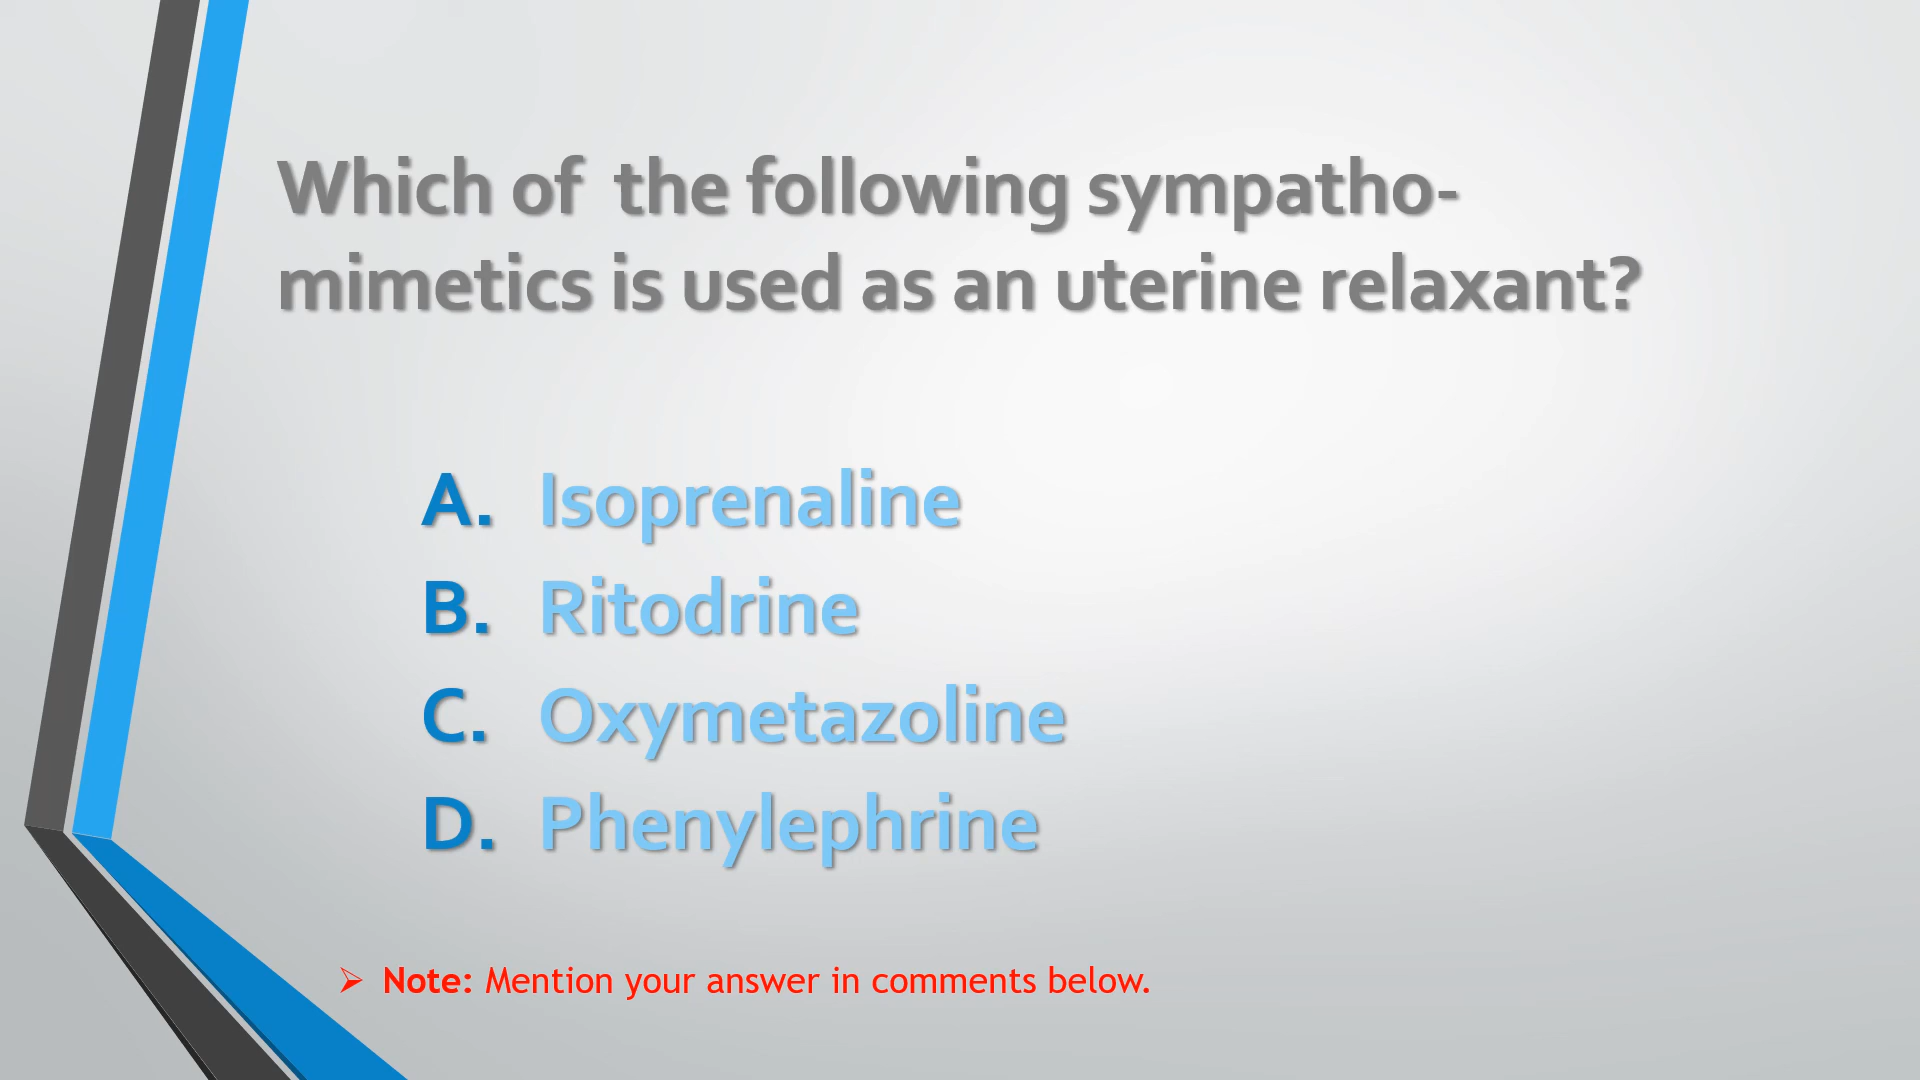 Which of  the following sympatho-
mimetics is used as an uterine relaxant?
A. Isoprenaline
B. Ritodrine
C. Oxymetazoline
D. Phenylephrine
➢ Note: Mention your answer in comments below.